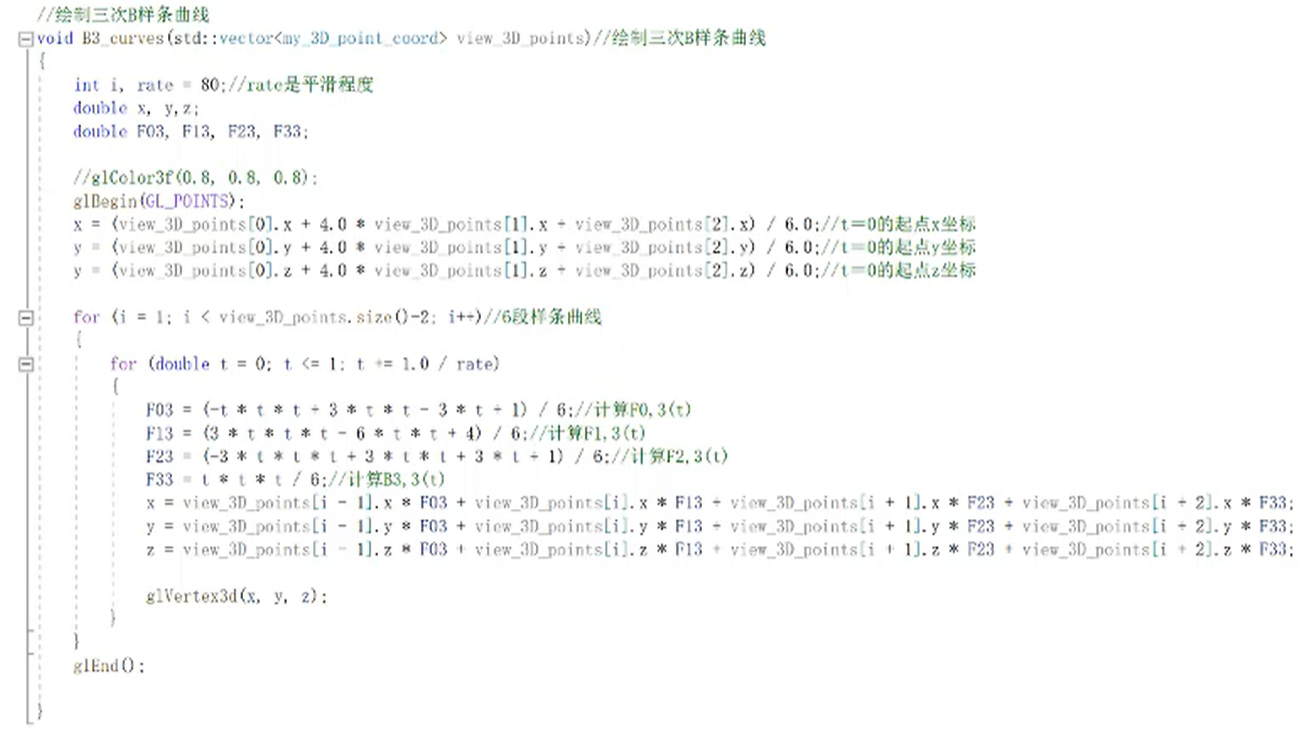 //绘制三次B样条曲线
void B3_curves(std::vector<my_3D_point_coord> view_3D_points)//绘制三次B样条曲线
{
int i, rate = 80;//rate是平滑程度
double x, y,z;
double F03, F13, F23, F33;
//glColor3f(0.8, 0.8, 0.8);
glBegin(GL_POINTS);
x = (view_3D_points[0].x + 4.0 * view_3D_points[1].x + view_3D_points[2].x) / 6.0;//t=0的起点x坐标
y = (view_3D_points[0].y + 4.0 * view_3D_points[1].y + view_3D_points[2].y) / 6.0;//t=0的起点y坐标
y = (view_3D_points[0].z + 4.0 * view_3D_points[1].z + view_3D_points[2].z) / 6.0;//t=0的起点z坐标
for (i = 1; i < view_3D_points.size()-2; i++)//6段样条曲线
{
for (double t = 0; t <= 1; t += 1.0 / rate)
{
F03 = (-t * t * t + 3 * t * t - 3 * t + 1) / 6;//计算F0,3(t)
F13 = (3 * t * t * t - 6 * t * t + 4) / 6;//计算F1,3(t)
F23 = (-3 * t * t * t + 3 * t * t + 3 * t + 1) / 6;//计算F2,3(t)
F33 = t * t * t / 6;//计算B3,3(t)
x = view_3D_points[i - 1].x * F03 + view_3D_points[i].x * F13 + view_3D_points[i + 1].x * F23 + view_3D_points[i + 2].x * F33;
y = view_3D_points[i - 1].y * F03 + view_3D_points[i].y * F13 + view_3D_points[i + 1].y * F23 + view_3D_points[i + 2].y * F33;
z = view_3D_points[i - 1].z * F03 + view_3D_points[i].z * F13 + view_3D_points[i + 1].z * F23 + view_3D_points[i + 2].z * F33;
glVertex3d(x, y, z);
}
}
glEnd();
}